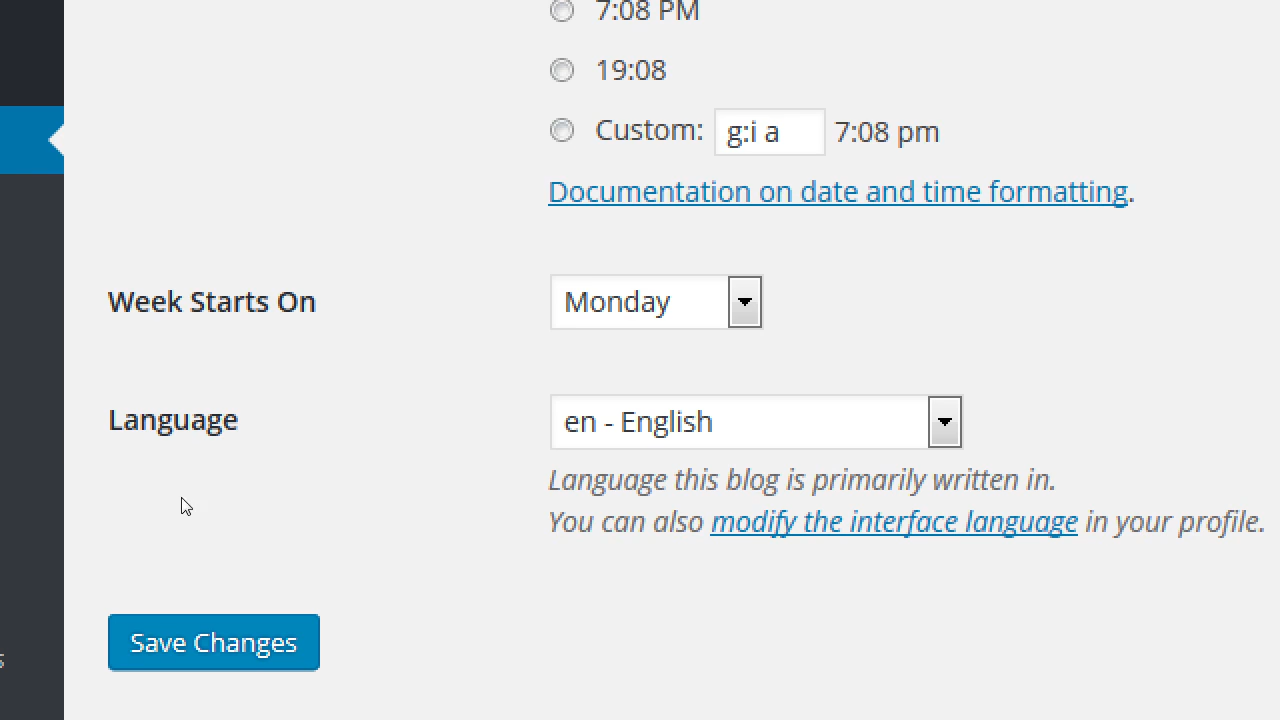 7:08 PM
19:08
Custom: g:i a 7:08 pm
Documentation on date and time formatting.
Week Starts On Monday
Language en - English
Language this blog is primarily written in.
You can also modify the interface language in your profile.
Save Changes
s